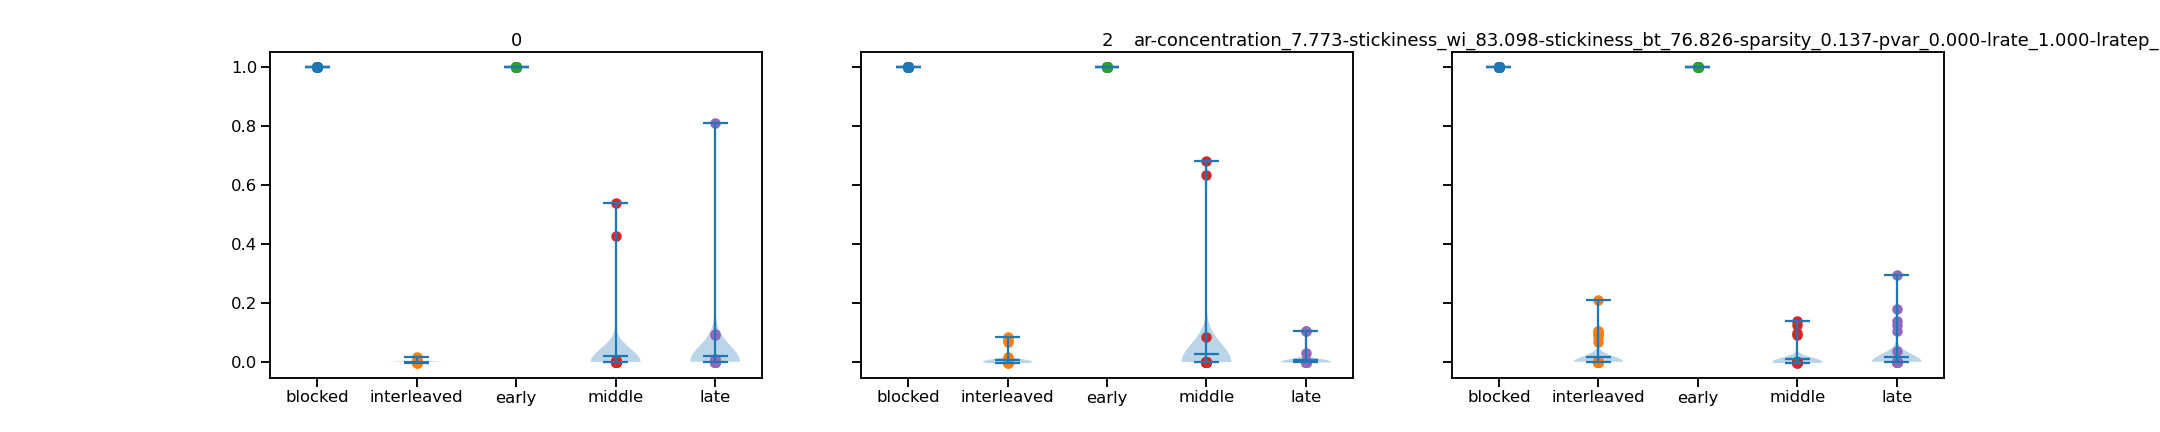 0
2 ar-concentration_7.773-stickiness_wi_83.098-stickiness_bt_76.826-sparsity_0.137-pvar_0.000-lrate_1.000-lratep_
1.0
0.8
0.6
0.4
0.2
0.0
blocked interleaved early middle late
blocked interleaved early middle late
blocked interleaved early middle late